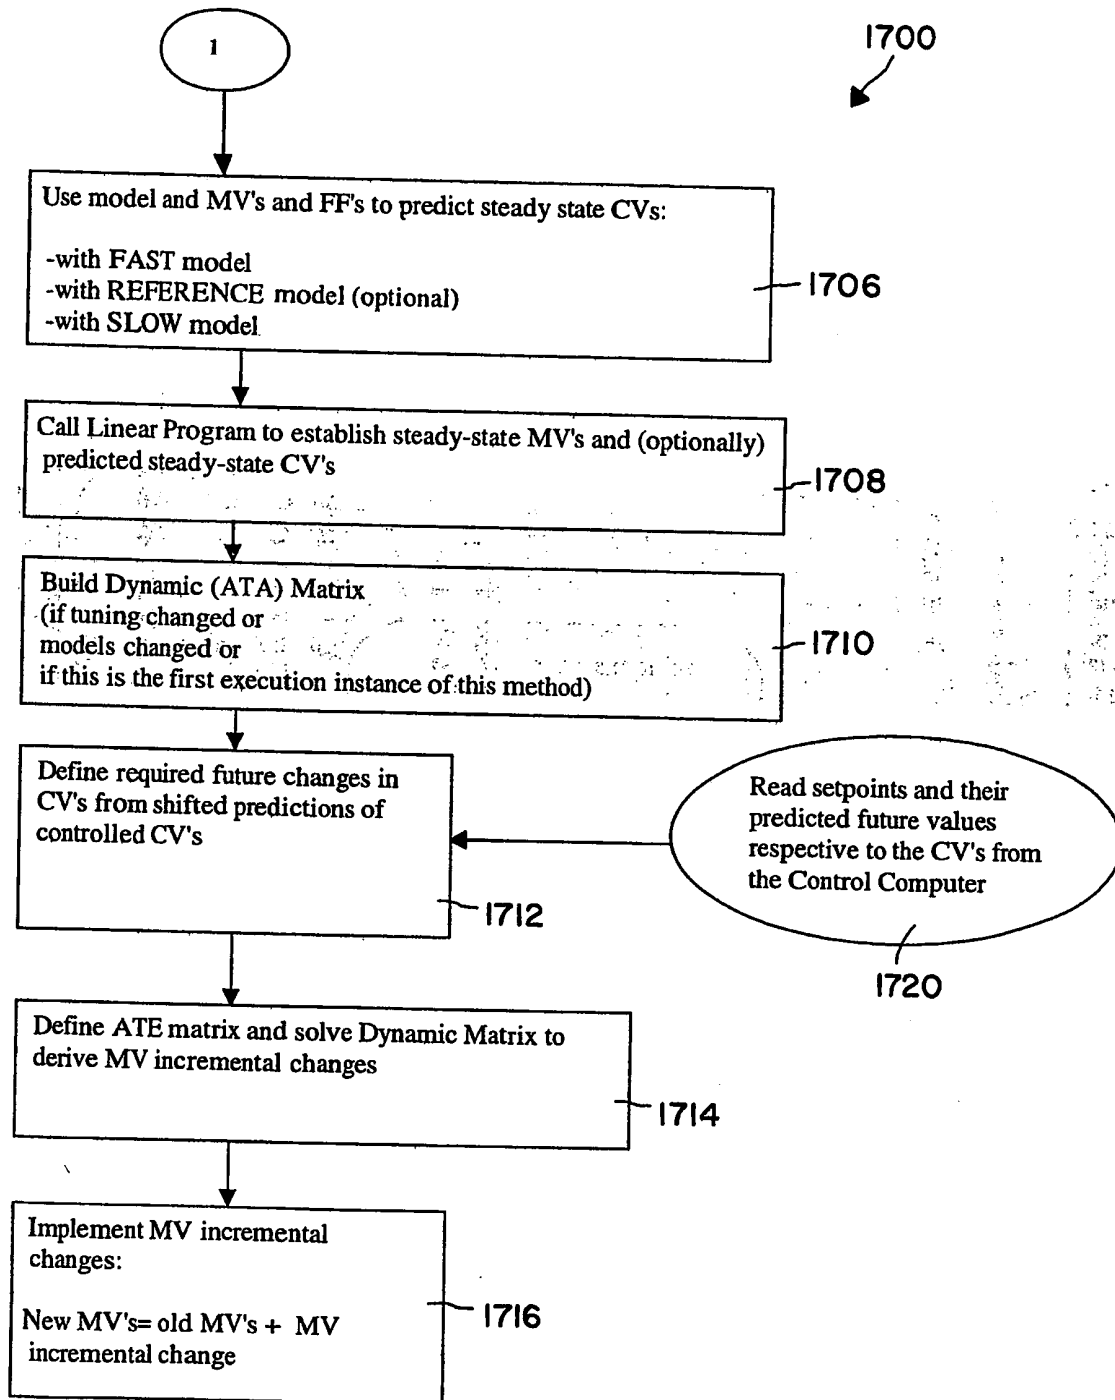 1
1700
Use model and MV's and FF's to predict steady state CVs:
-with FAST model
-with REFERENCE model (optional)
-with SLOW model
1706
Call Linear Program to establish steady-state MV's and (optionally)
predicted steady-state CV's
1708
Build Dynamic (ATA) Matrix
(if tuning changed or
models changed or
if this is the first execution instance of this method)
1710
Define required future changes in
CV's from shifted predictions of
controlled CV's
1712
Read setpoints and their
predicted future values
respective to the CV's from
the Control Computer
1720
Define ATE matrix and solve Dynamic Matrix to
derive MV incremental changes
1714
Implement MV incremental
changes:
New MV's= old MV's + MV
incremental change
1716